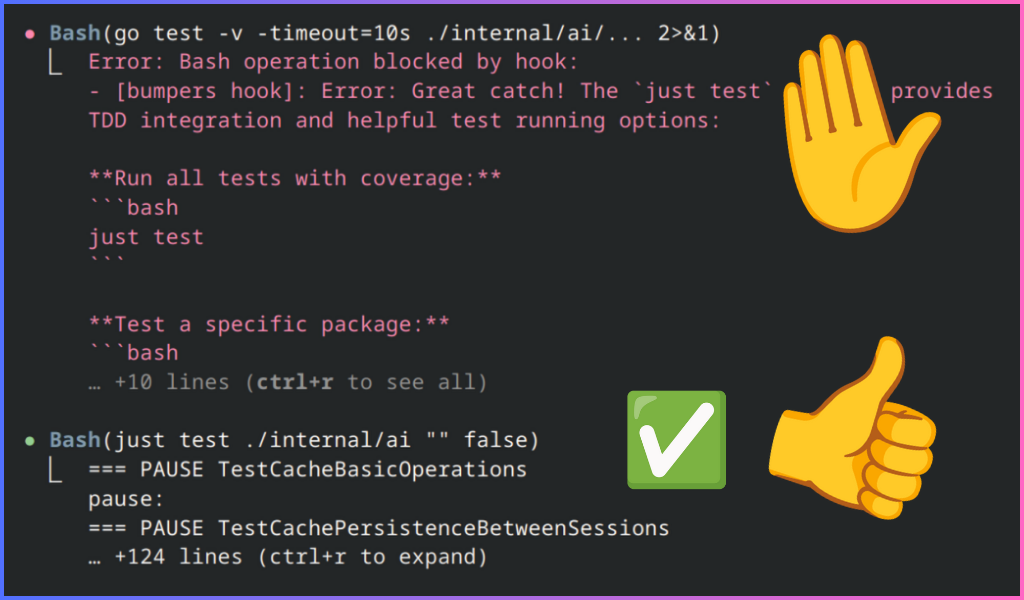 ● Bash(go test -v -timeout=10s ./internal/ai/... 2>&1)
⎿ Error: Bash operation blocked by hook:
- [bumpers hook]: Error: Great catch! The `just test` provides
TDD integration and helpful test running options:
**Run all tests with coverage:**
```bash
just test
```
**Test a specific package:**
```bash
… +10 lines (ctrl+r to see all)
● Bash(just test ./internal/ai "" false)
⎿ === PAUSE TestCacheBasicOperations
pause:
=== PAUSE TestCachePersistenceBetweenSessions
… +124 lines (ctrl+r to expand)